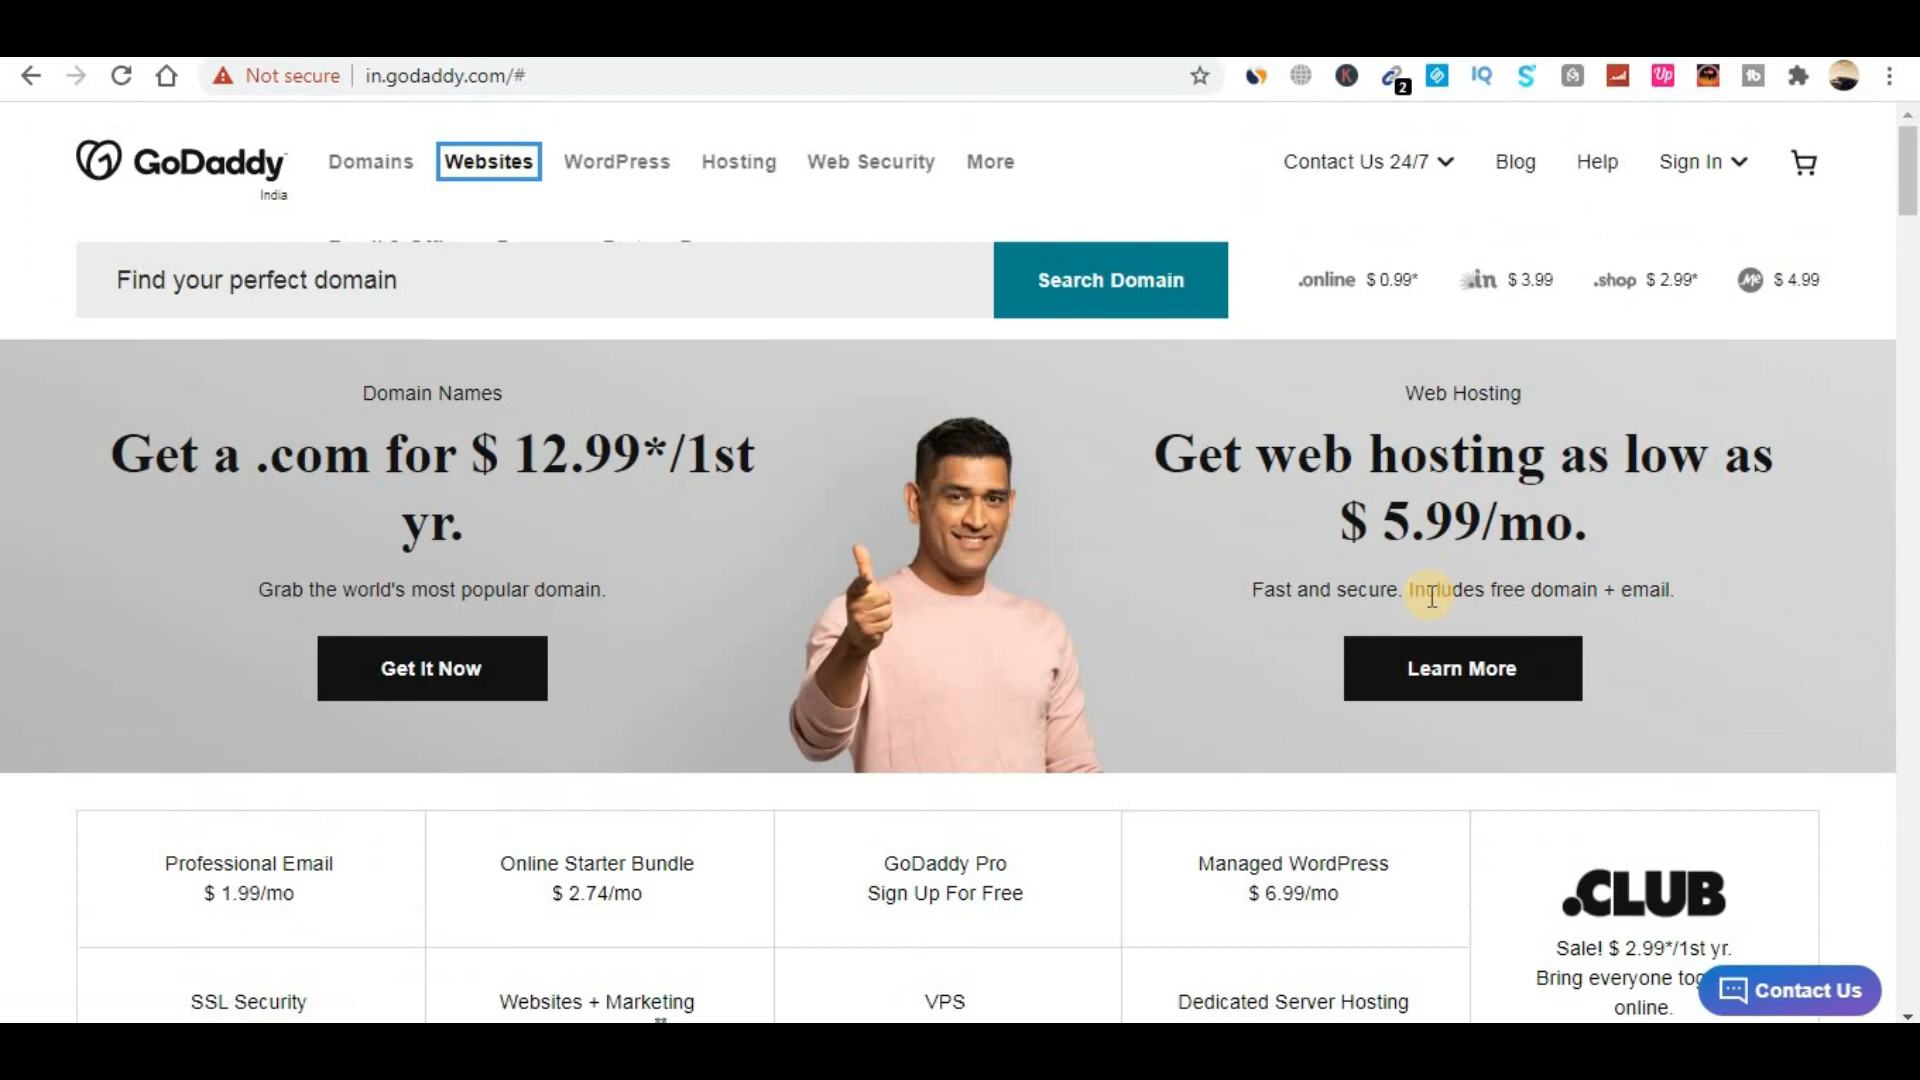 Not secure | in.godaddy.com/#
2
IQ
Up
GoDaddy
India
Domains
Websites
WordPress
Hosting
Web Security
More
Contact Us 24/7
Blog
Help
Sign In
Find your perfect domain
Search Domain
.online $ 0.99*
.in $ 3.99
.shop $ 2.99*
Me $ 4.99
Domain Names
Get a .com for $ 12.99*/1st
yr.
Grab the world's most popular domain.
Get It Now
Web Hosting
Get web hosting as low as
$ 5.99/mo.
Fast and secure. Includes free domain + email.
Learn More
Professional Email
$ 1.99/mo
Online Starter Bundle
$ 2.74/mo
GoDaddy Pro
Sign Up For Free
Managed WordPress
$ 6.99/mo
.CLUB
Sale! $ 2.99*/1st yr.
Bring everyone
online.
SSL Security
Websites + Marketing
VPS
Dedicated Server Hosting
Contact Us